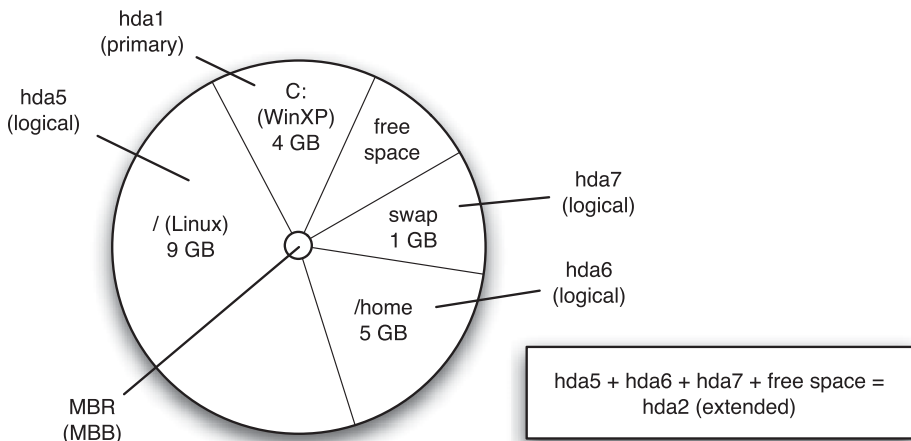 hda1
(primary)
hda5
(logical)
C:
(WinXP)
4 GB
free
space
hda7
(logical)
swap
1 GB
/ (Linux)
9 GB
hda6
(logical)
/home
5 GB
MBR
(MBB)
hda5 + hda6 + hda7 + free space =
hda2 (extended)